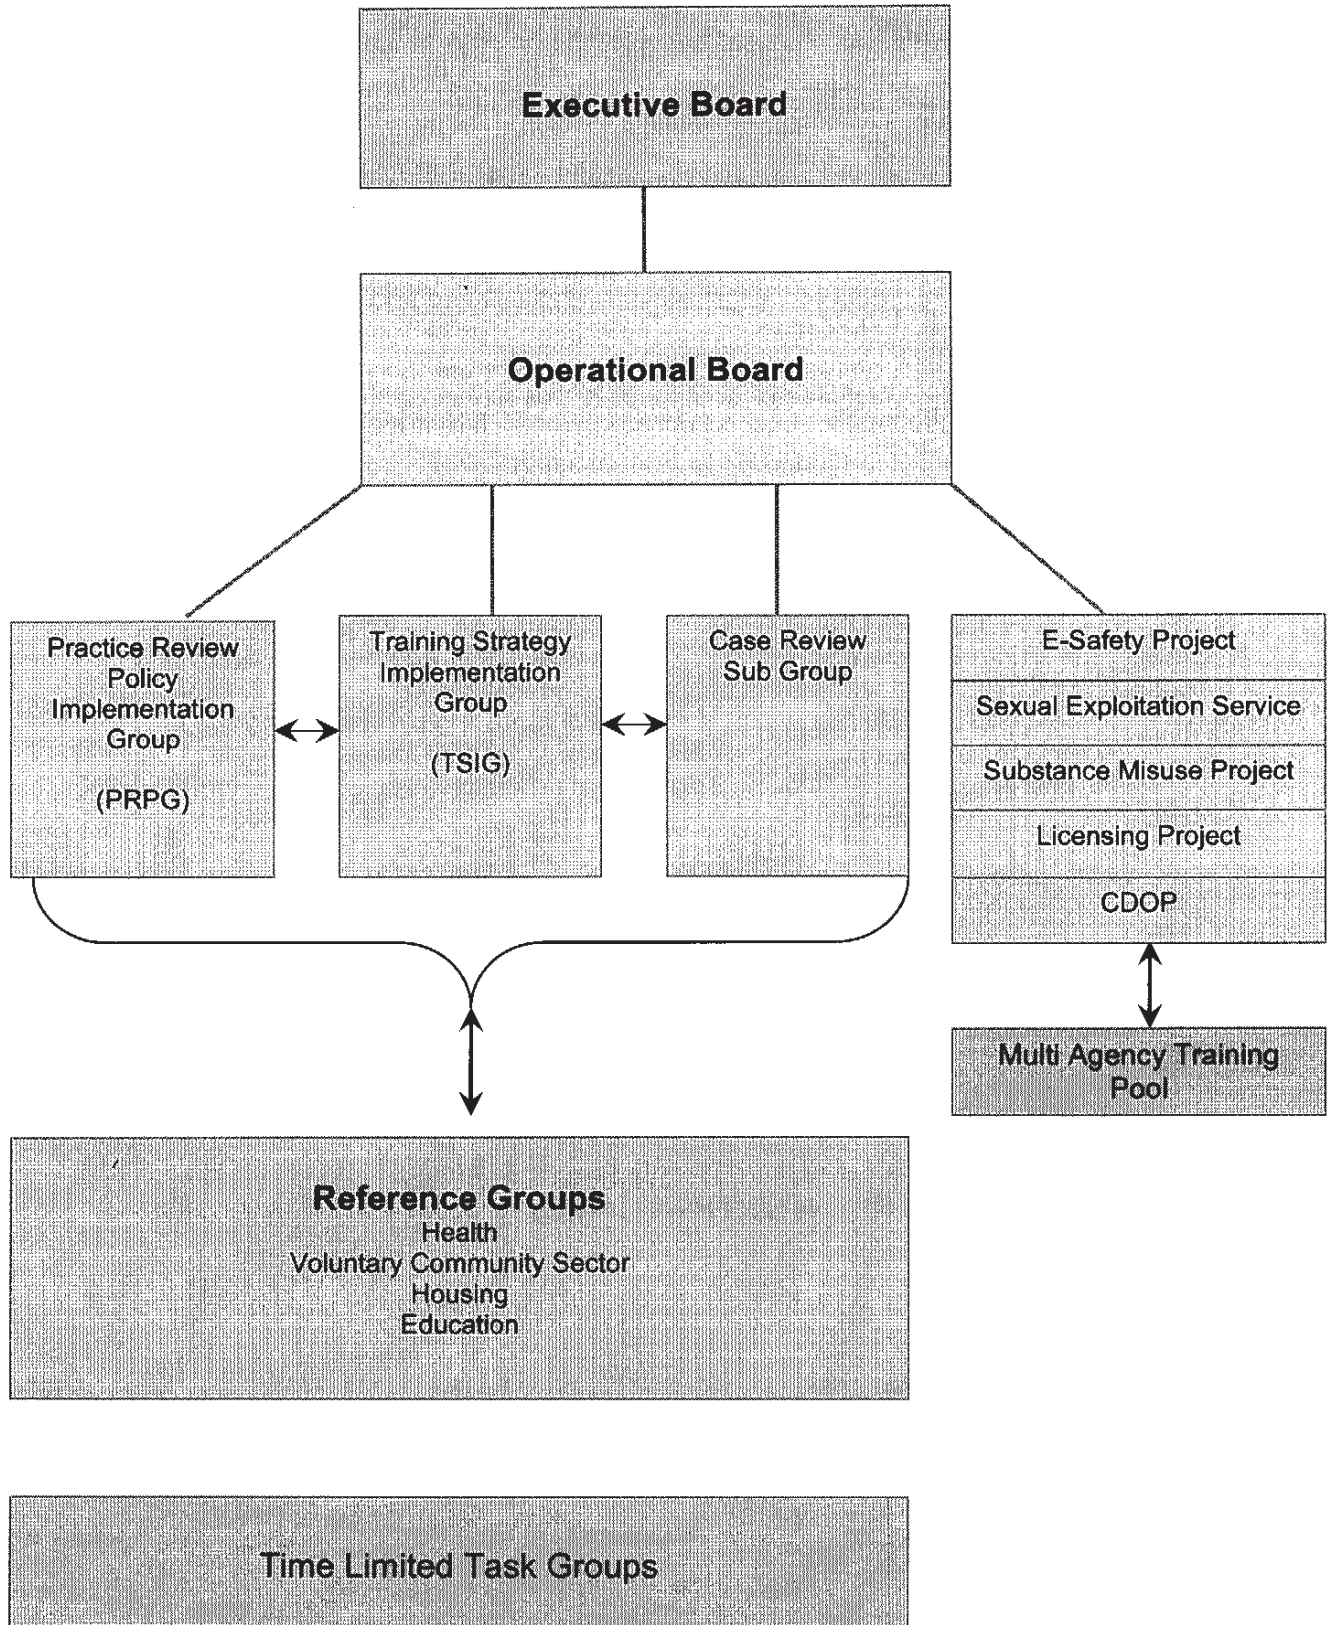 Executive Board
Operational Board
Practice Review
Policy
Implementation
Group
(PRPG)
Training Strategy
Implementation
Group
(TSIG)
Case Review
Sub Group
E-Safety Project
Sexual Exploitation Service
Substance Misuse Project
Licensing Project
CDOP
Multi Agency Training
Pool
Reference Groups
Health
Voluntary Community Sector
Housing
Education
Time Limited Task Groups